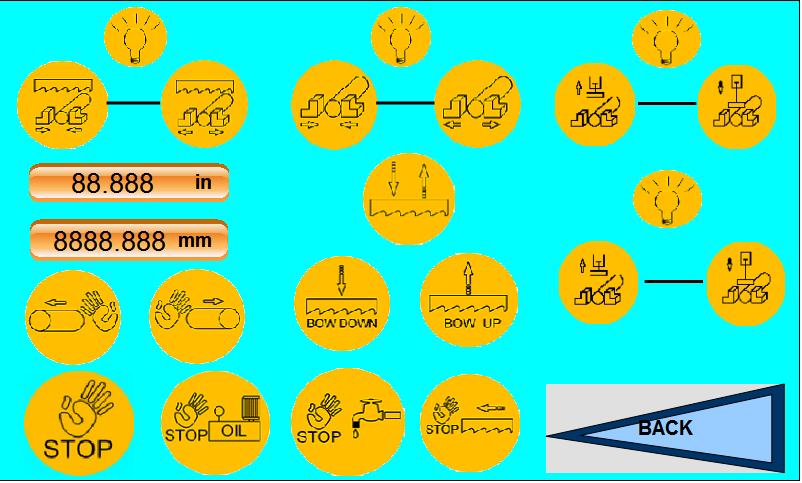 88.888 in
8888.888 mm
BOW DOWN
BOW UP
STOP
STOP OIL
STOP
STOP
BACK